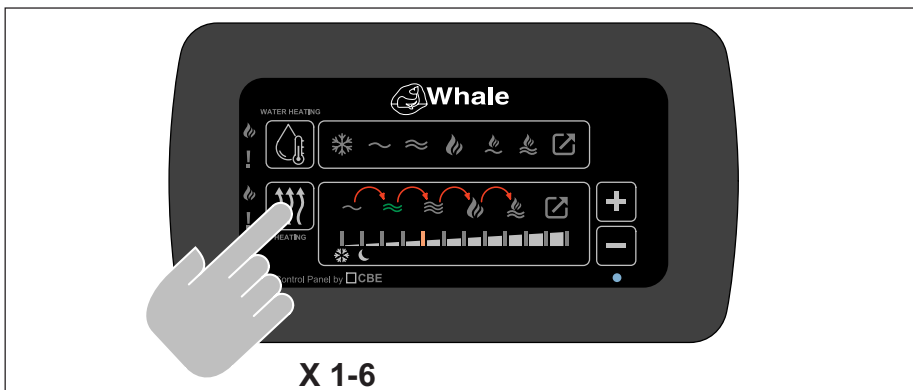 Whale
WATER HEATING
!
!
HEATING
+
−
Control Panel by CBE
X 1-6